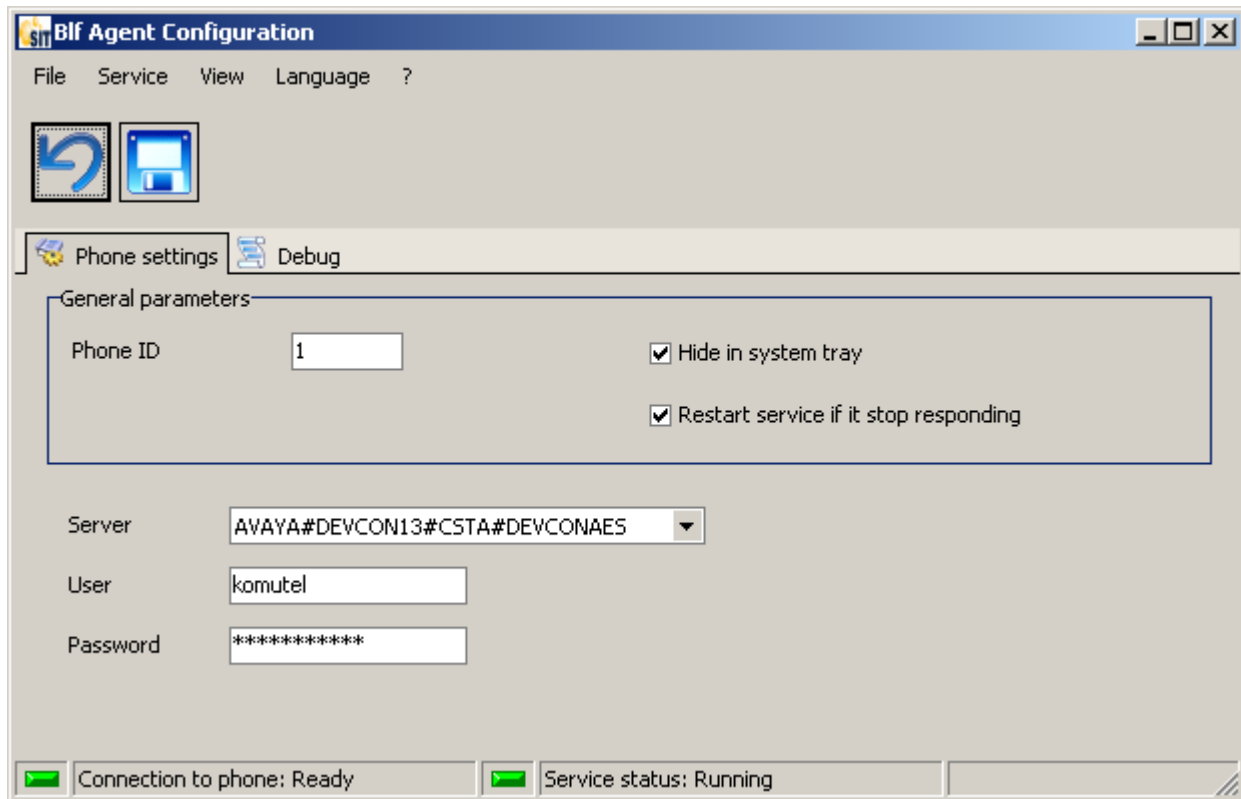 SIT Blf Agent Configuration
File Service View Language ?
Phone settings Debug
General parameters
Phone ID 1 Hide in system tray
Restart service if it stop responding
Server AVAYA#DEVCON13#CSTA#DEVCONAES
User komutel
Password ***********
Connection to phone: Ready Service status: Running